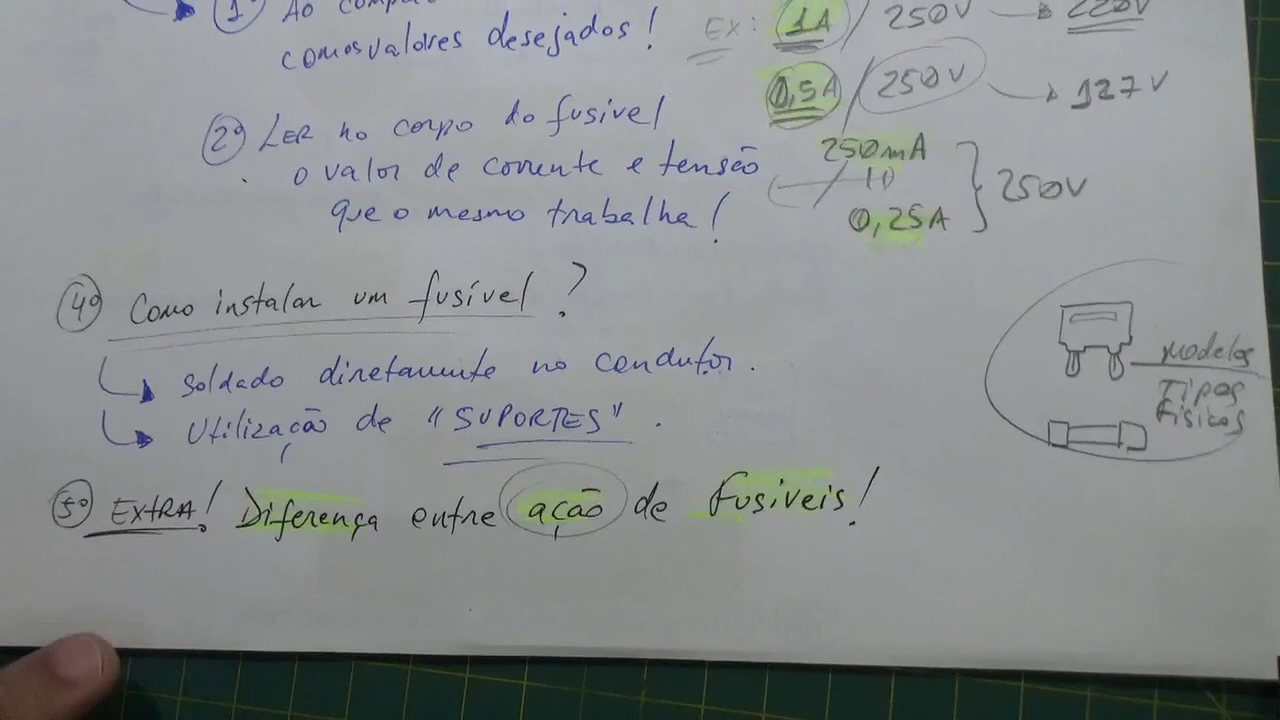 1º Ao
com os valores desejados!
Ex: 1A / 250V → 220V
0,5A / 250V → 127V
2º LER no corpo do fusível
o valor de corrente e tensão
que o mesmo trabalha!
250mA
0,25A
250V
4º Como instalar um fusível?
↳ Soldado diretamente no condutor.
↳ Utilização de "SUPORTES".
modelos
Tipos
Físicos
5º EXTRA! Diferença entre ação de fusíveis!